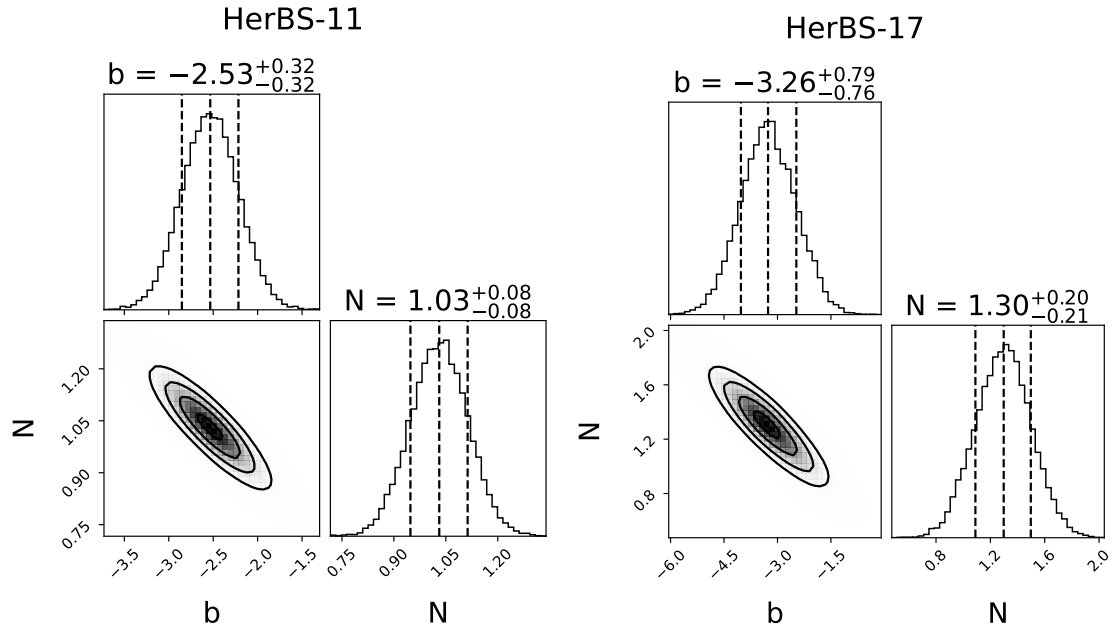 HerBS-11
b = −2.53+0.32−0.32
N = 1.03+0.08−0.08
N
1.20
1.05
0.90
0.75
−3.5 −3.0 −2.5 −2.0 −1.5
0.75 0.90 1.05 1.20
b
N
HerBS-17
b = −3.26+0.79−0.76
N = 1.30+0.20−0.21
N
2.0
1.6
1.2
0.8
−6.0 −4.5 −3.0 −1.5
0.8 1.2 1.6 2.0
b
N